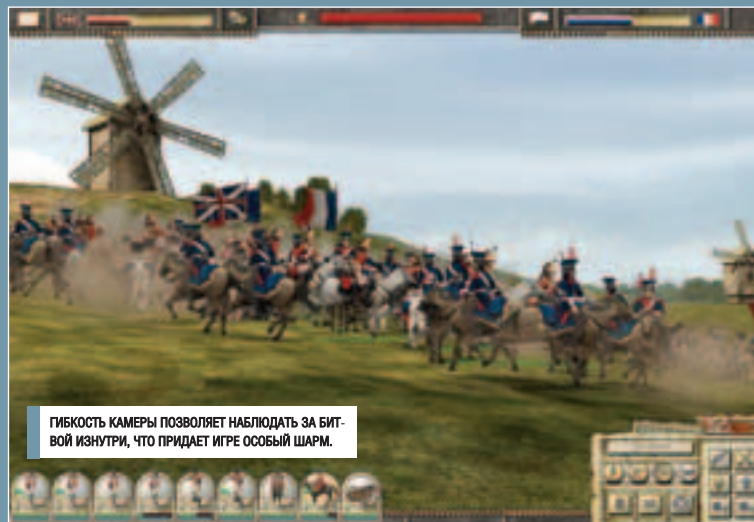 ГИБКОСТЬ КАМЕРЫ ПОЗВОЛЯЕТ НАБЛЮДАТЬ ЗА БИТ-
ВОЙ ИЗНУТРИ, ЧТО ПРИДАЕТ ИГРЕ ОСОБЫЙ ШАРМ.